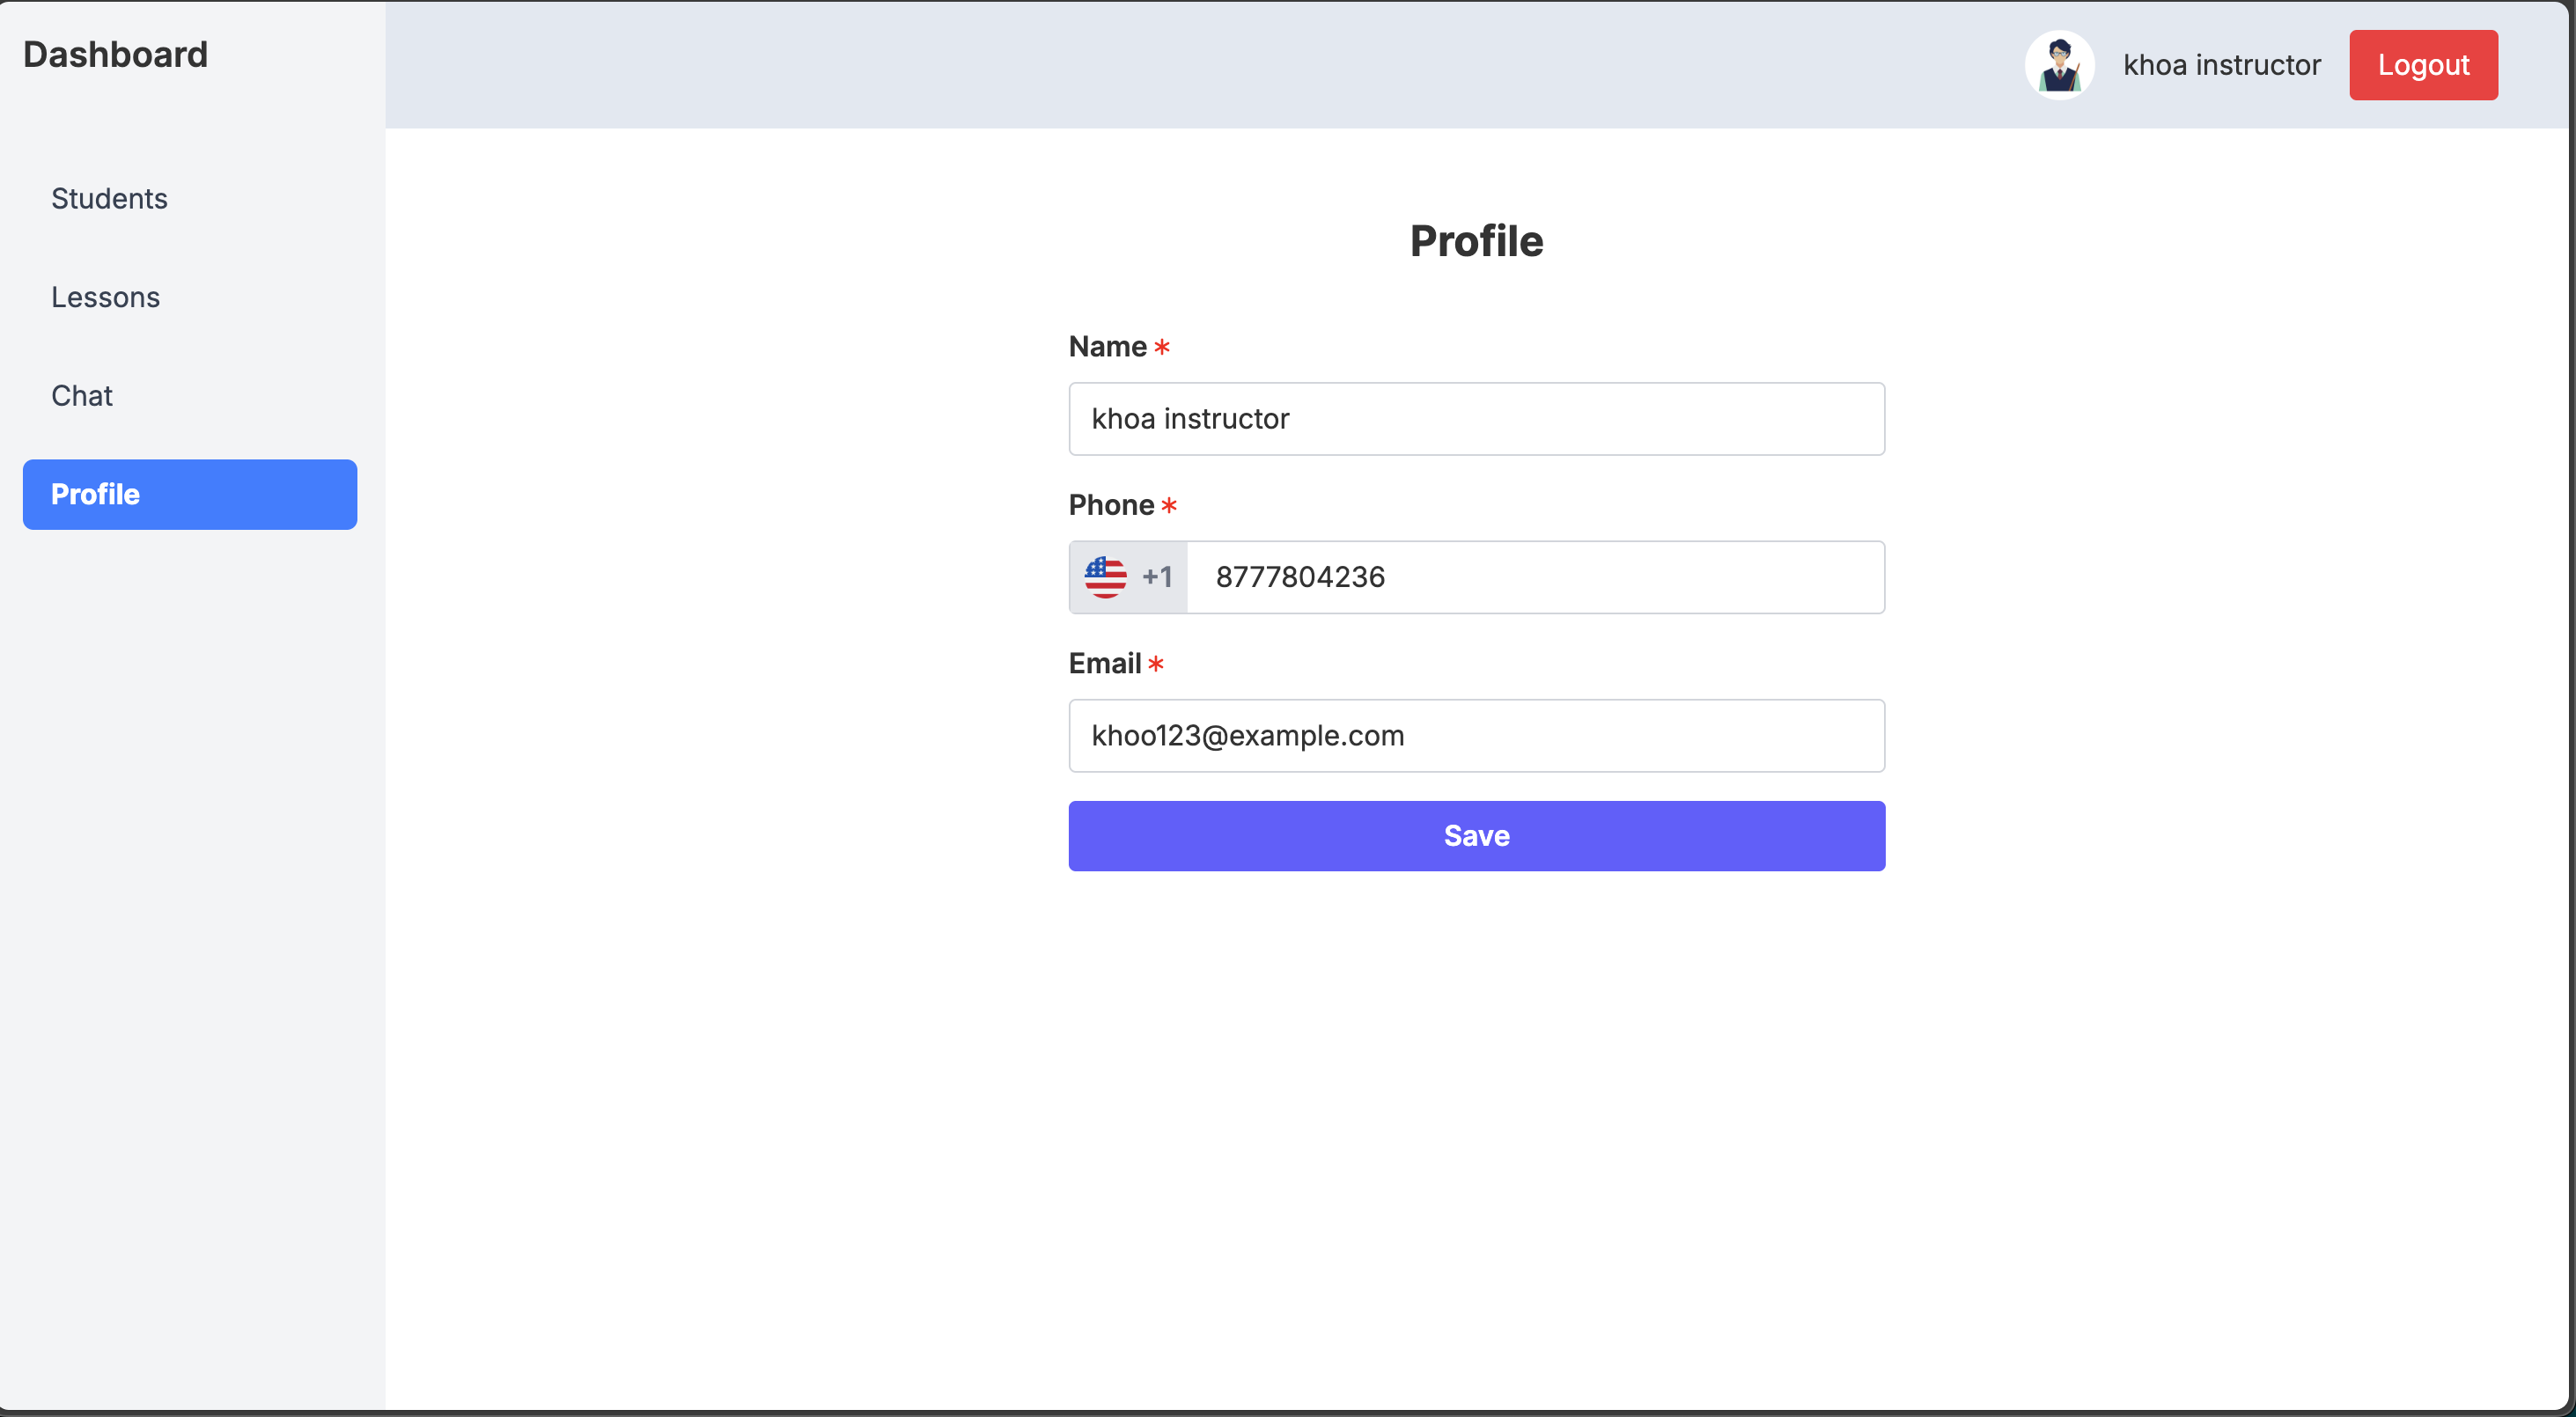 Dashboard
khoa instructor
Logout
Students
Lessons
Chat
Profile
Profile
Name *
khoa instructor
Phone *
+1 8777804236
Email *
khoo123@example.com
Save